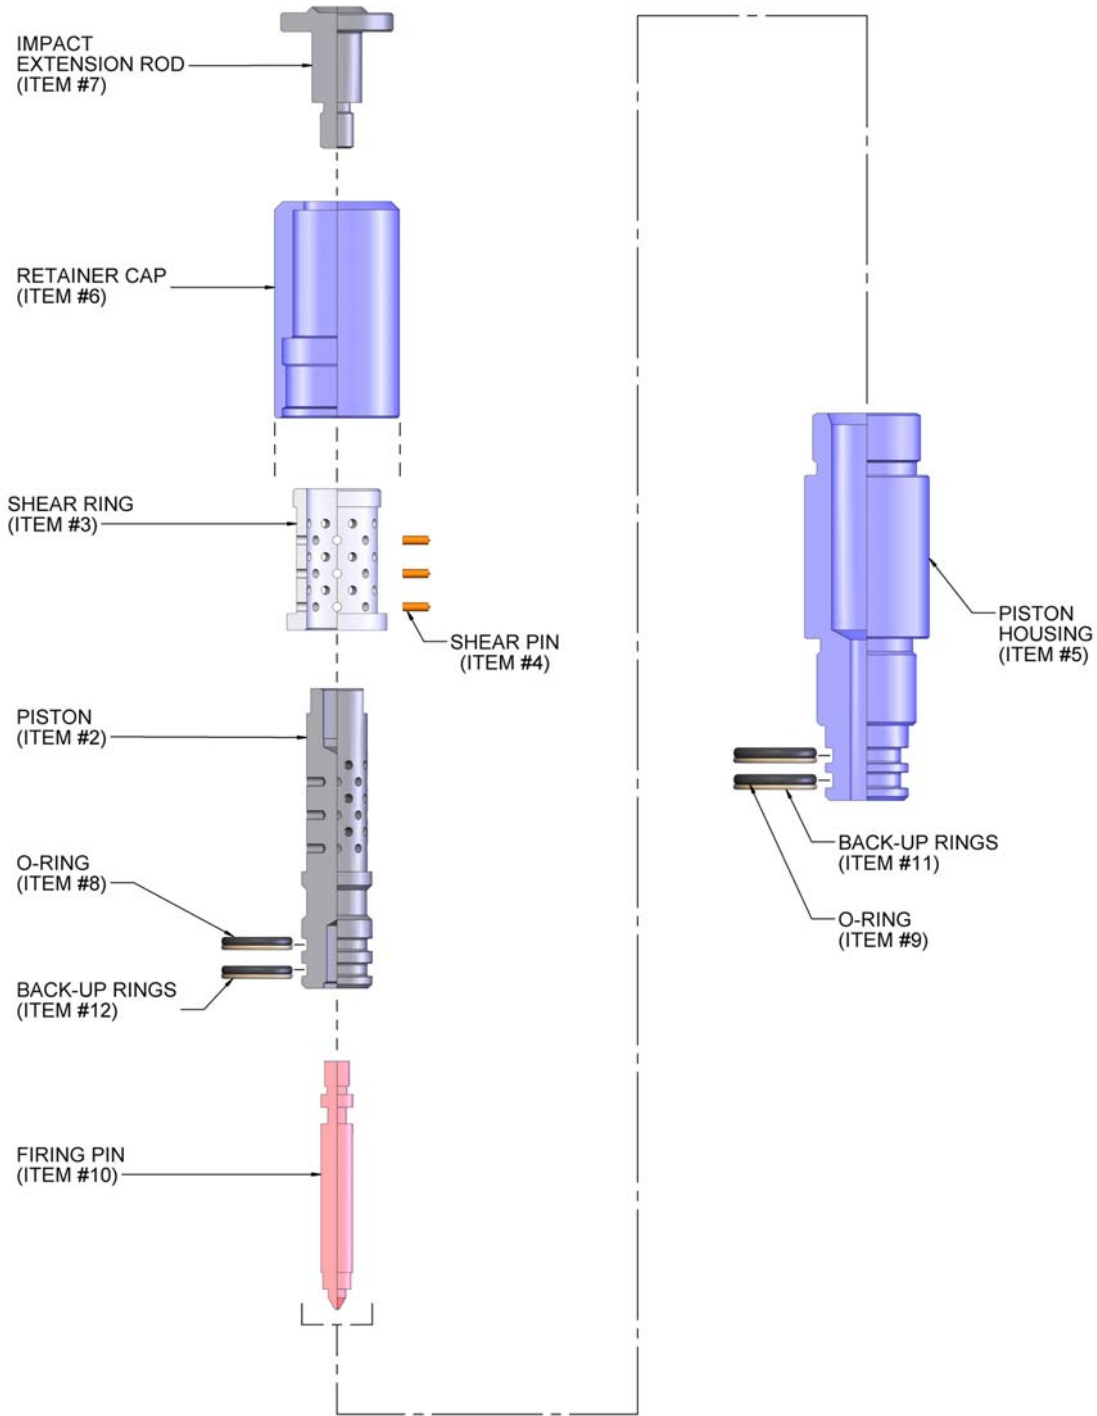 IMPACT
EXTENSION ROD
(ITEM #7)
RETAINER CAP
(ITEM #6)
SHEAR RING
(ITEM #3)
SHEAR PIN
(ITEM #4)
PISTON
(ITEM #2)
O-RING
(ITEM #8)
BACK-UP RINGS
(ITEM #12)
FIRING PIN
(ITEM #10)
PISTON
HOUSING
(ITEM #5)
BACK-UP RINGS
(ITEM #11)
O-RING
(ITEM #9)